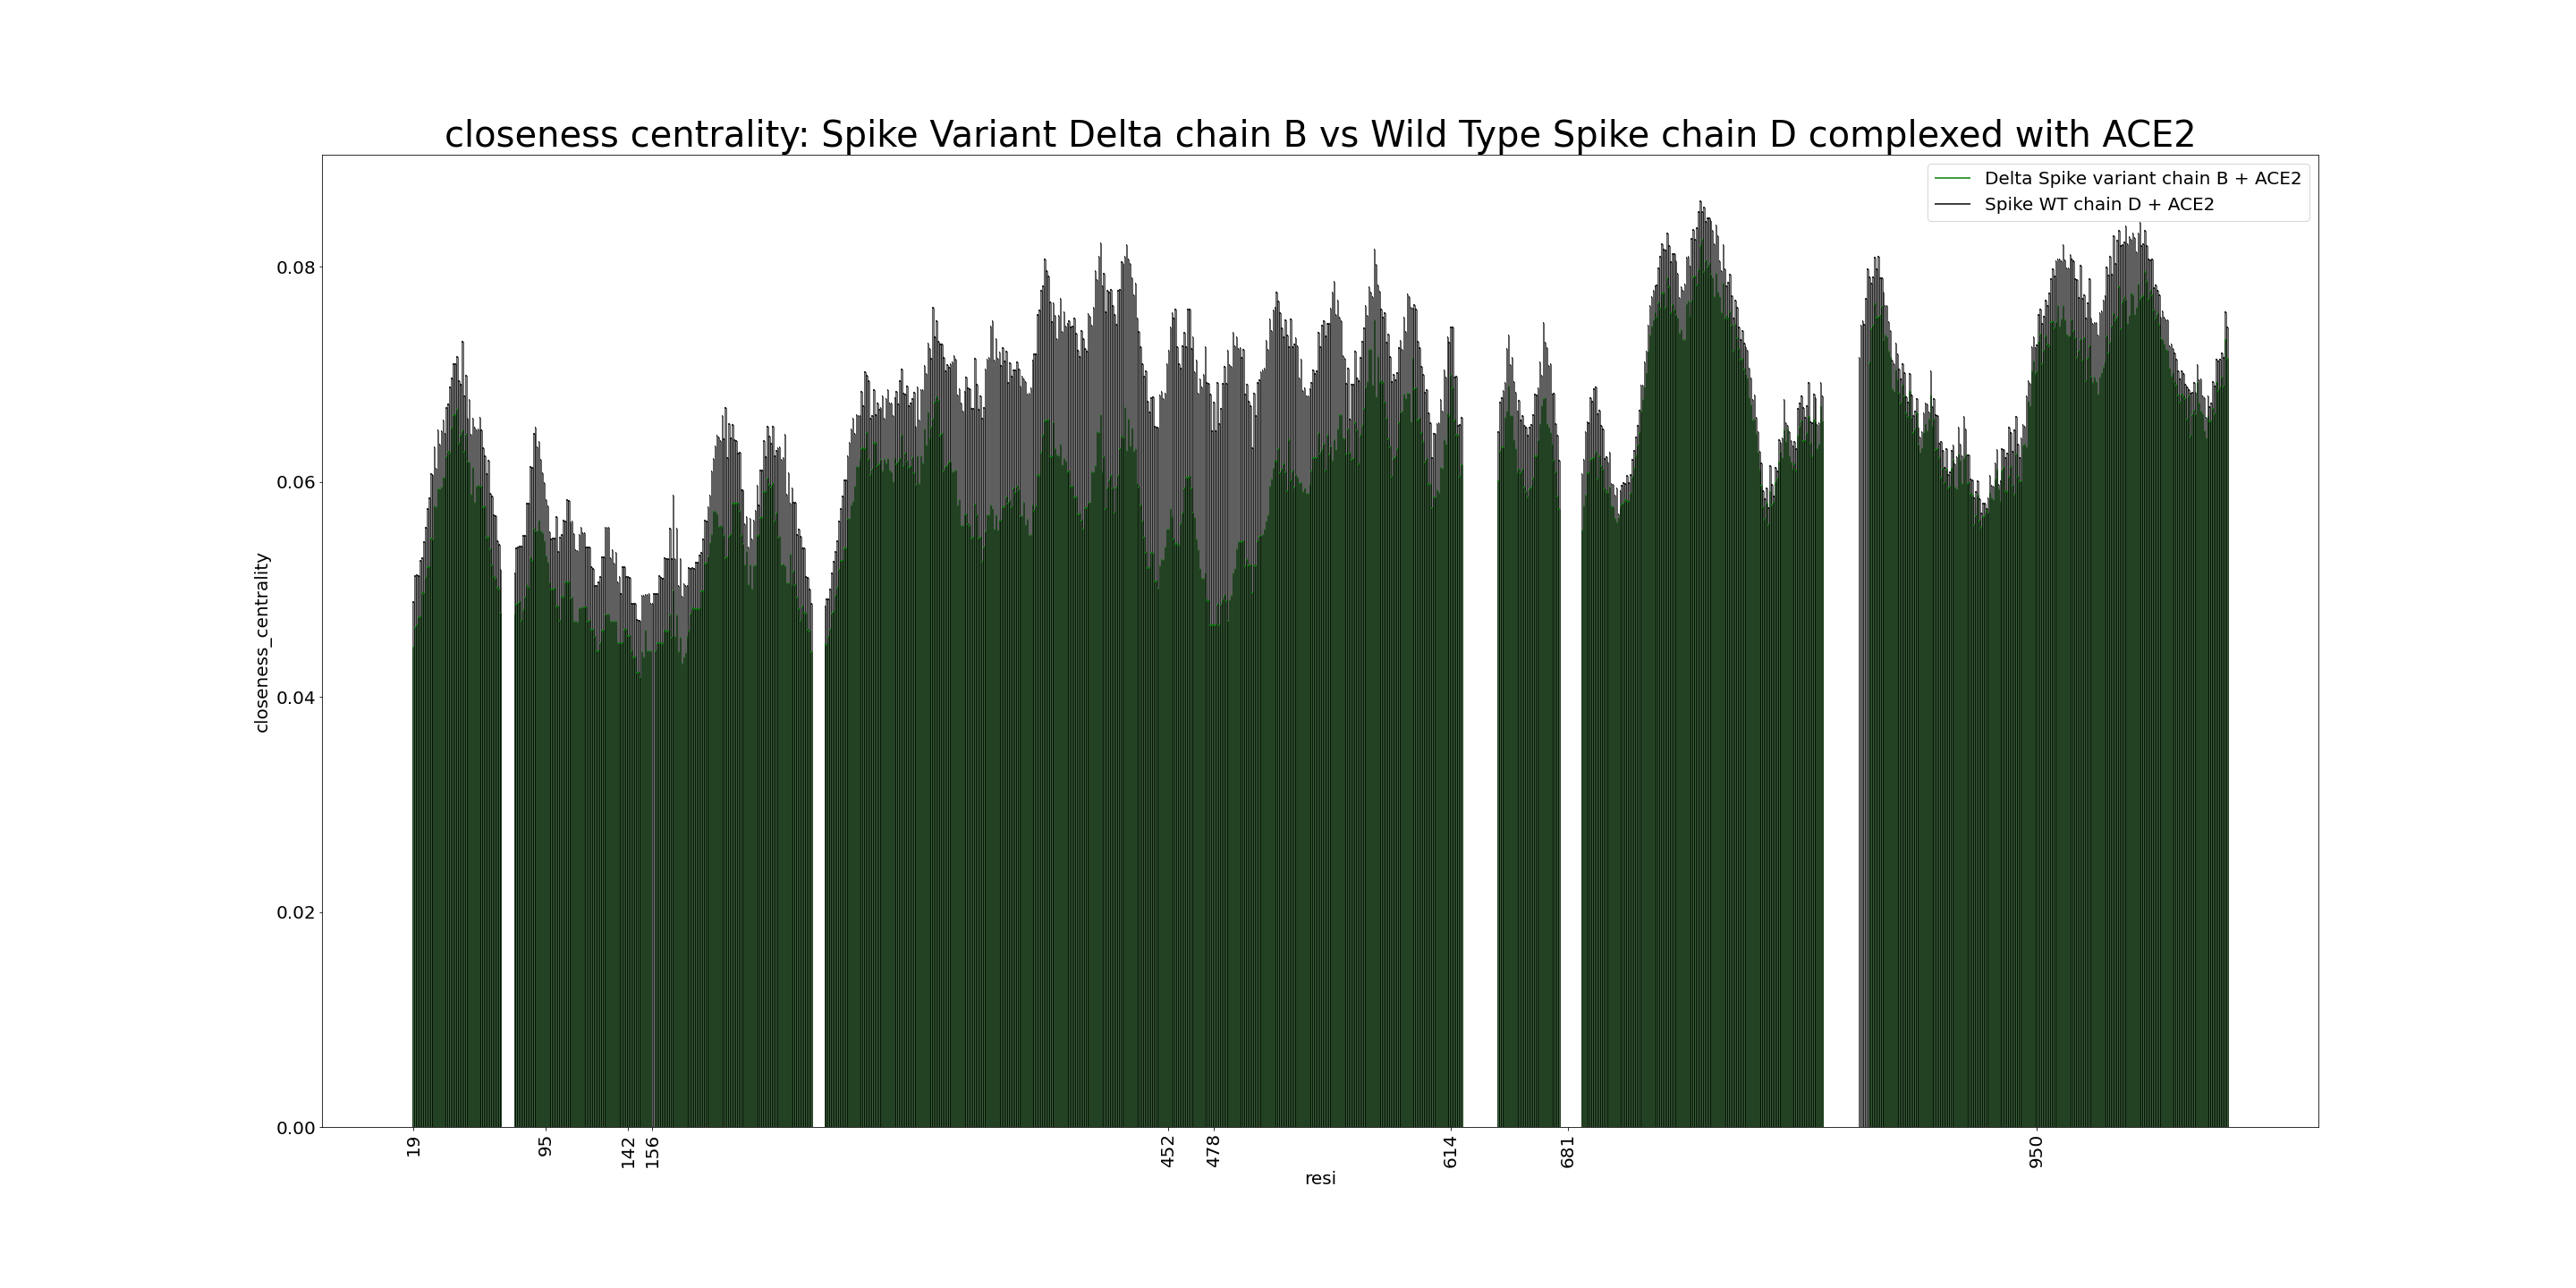 closeness centrality: Spike Variant Delta chain B vs Wild Type Spike chain D complexed with ACE2
Delta Spike variant chain B + ACE2
Spike WT chain D + ACE2
closeness_centrality
0.08
0.06
0.04
0.02
0.00
19 95 142 156 452 478 614 681 950
resi